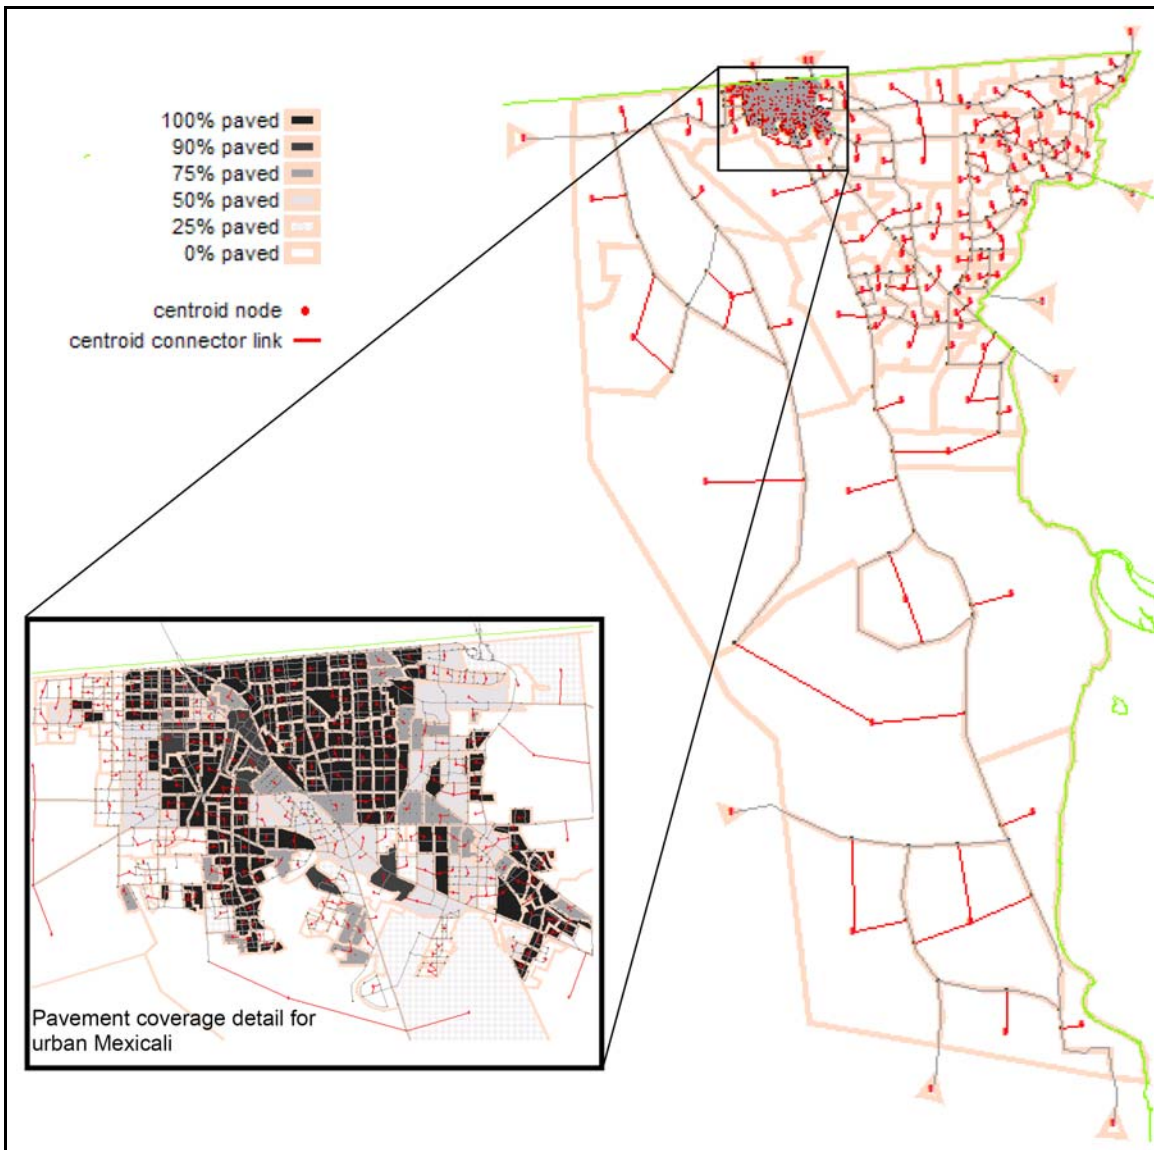 100% paved
90% paved
75% paved
50% paved
25% paved
0% paved
centroid node
centroid connector link
Pavement coverage detail for
urban Mexicali